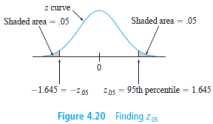 z curve
Shaded area = .05
Shaded area = .05
0
−1.645 = −z.05
z.05 = 95th percentile = 1.645
Figure 4.20 Finding z.05